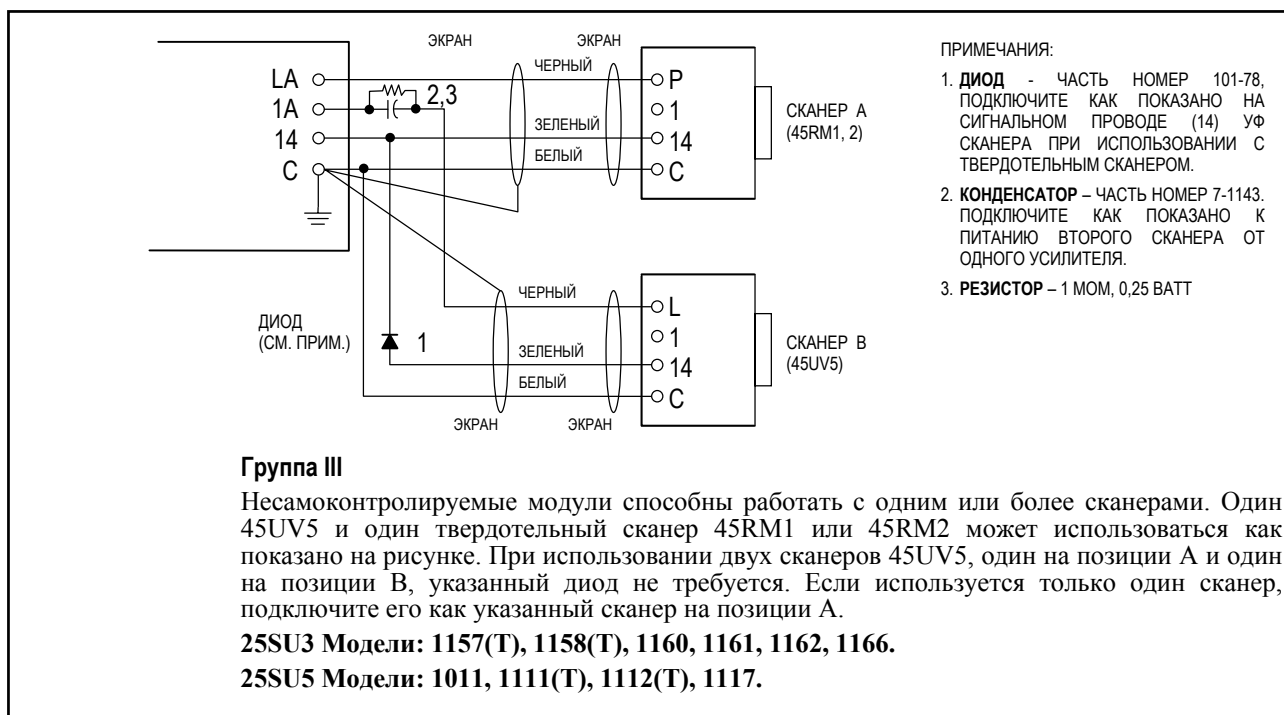 ЭКРАН ЭКРАН
LA
1A
14
C
2,3
ЧЕРНЫЙ
ЗЕЛЕНЫЙ
БЕЛЫЙ
P
1
14
C
СКАНЕР А
(45RM1, 2)
ДИОД
(СМ. ПРИМ.)
1
ЧЕРНЫЙ
ЗЕЛЕНЫЙ
БЕЛЫЙ
L
1
14
C
СКАНЕР В
(45UV5)
ЭКРАН ЭКРАН
ПРИМЕЧАНИЯ:
1. ДИОД - ЧАСТЬ НОМЕР 101-78,
ПОДКЛЮЧИТЕ КАК ПОКАЗАНО НА
СИГНАЛЬНОМ ПРОВОДЕ (14) УФ
СКАНЕРА ПРИ ИСПОЛЬЗОВАНИИ С
ТВЕРДОТЕЛЬНЫМ СКАНЕРОМ.
2. КОНДЕНСАТОР – ЧАСТЬ НОМЕР 7-1143.
ПОДКЛЮЧИТЕ КАК ПОКАЗАНО К
ПИТАНИЮ ВТОРОГО СКАНЕРА ОТ
ОДНОГО УСИЛИТЕЛЯ.
3. РЕЗИСТОР – 1 МОМ, 0,25 ВАТТ
Группа III
Несамоконтролируемые модули способны работать с одним или более сканерами. Один
45UV5 и один твердотельный сканер 45RM1 или 45RM2 может использоваться как
показано на рисунке. При использовании двух сканеров 45UV5, один на позиции А и один
на позиции В, указанный диод не требуется. Если используется только один сканер,
подключите его как указанный сканер на позиции А.
25SU3 Модели: 1157(Т), 1158(Т), 1160, 1161, 1162, 1166.
25SU5 Модели: 1011, 1111(Т), 1112(Т), 1117.